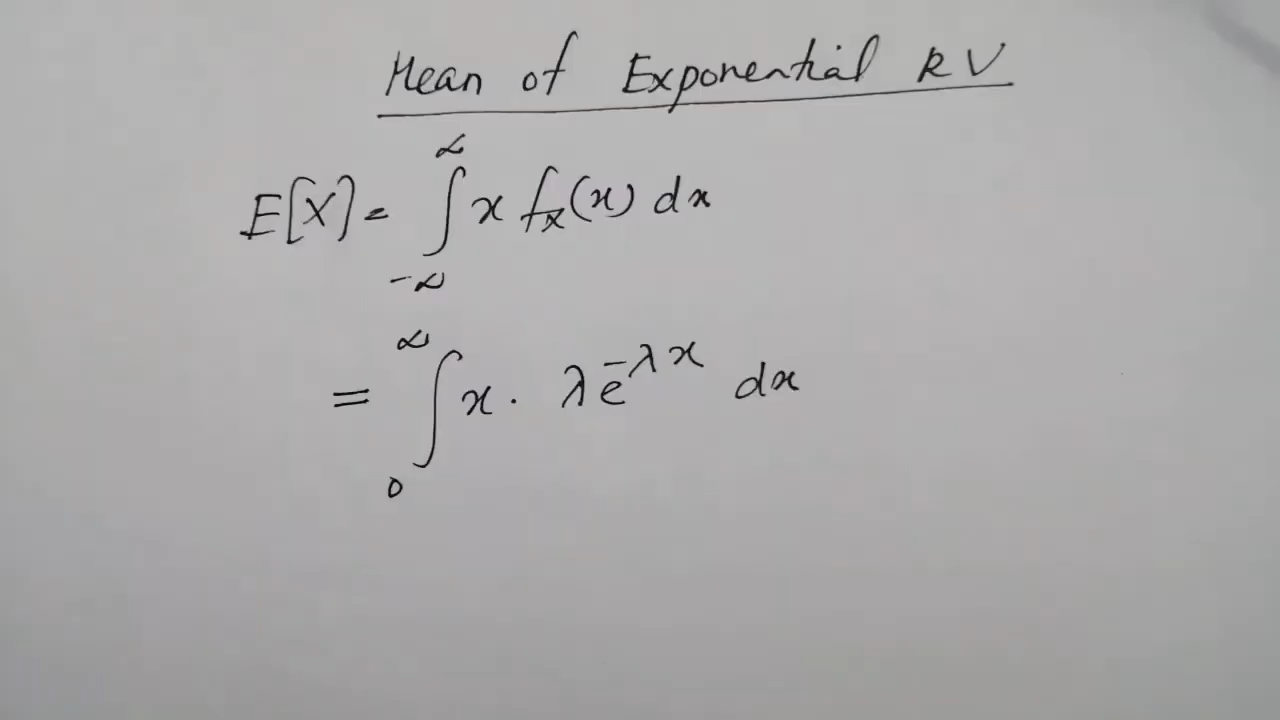 Mean of Exponential RV
E[X] = ∫_{-∞}^{∞} x f_X(x) dx
= ∫_{0}^{∞} x · λe^{-λx} dx